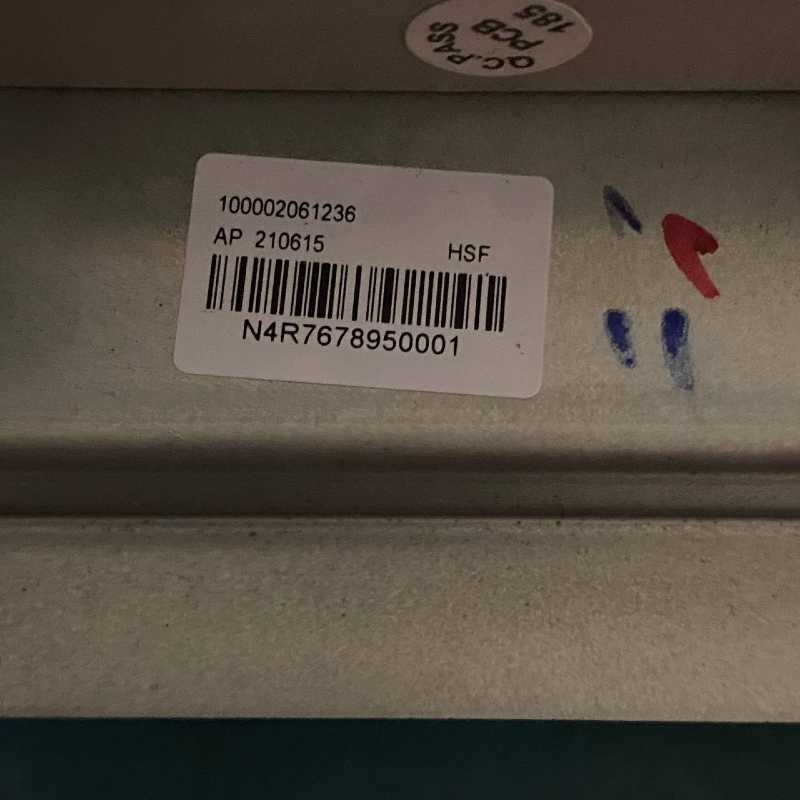 Q.C.PASS
PCB
185
100002061236
AP 210615 HSF
N4R7678950001